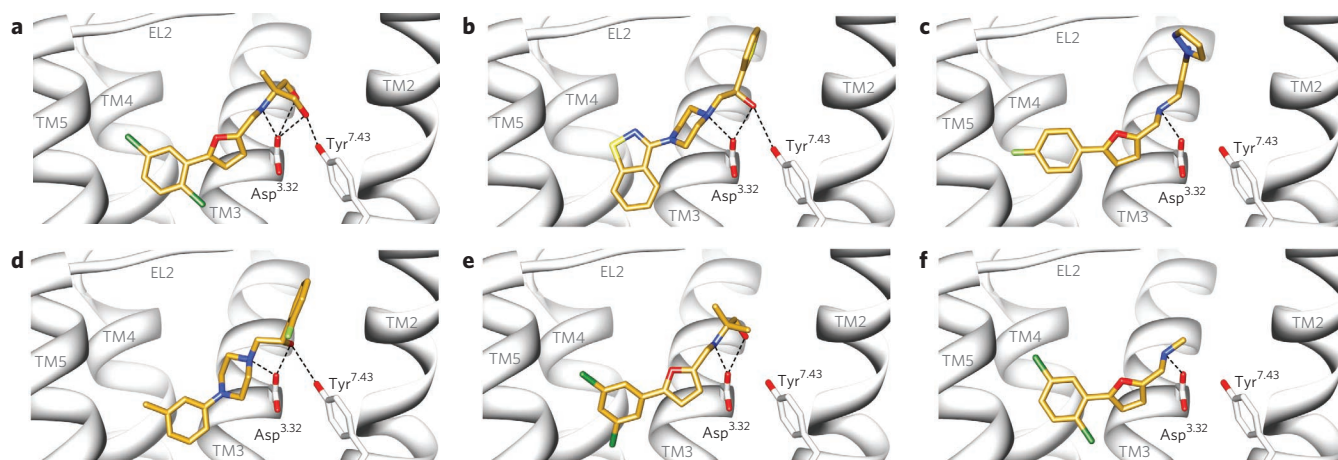 a
EL2
TM4
TM5
TM2
Tyr7.43
Asp3.32
TM3
b
EL2
TM4
TM5
TM2
Tyr7.43
Asp3.32
TM3
c
EL2
TM4
TM5
TM2
Tyr7.43
Asp3.32
TM3
d
EL2
TM4
TM5
TM2
Tyr7.43
Asp3.32
TM3
e
EL2
TM4
TM5
TM2
Tyr7.43
Asp3.32
TM3
f
EL2
TM4
TM5
TM2
Tyr7.43
Asp3.32
TM3